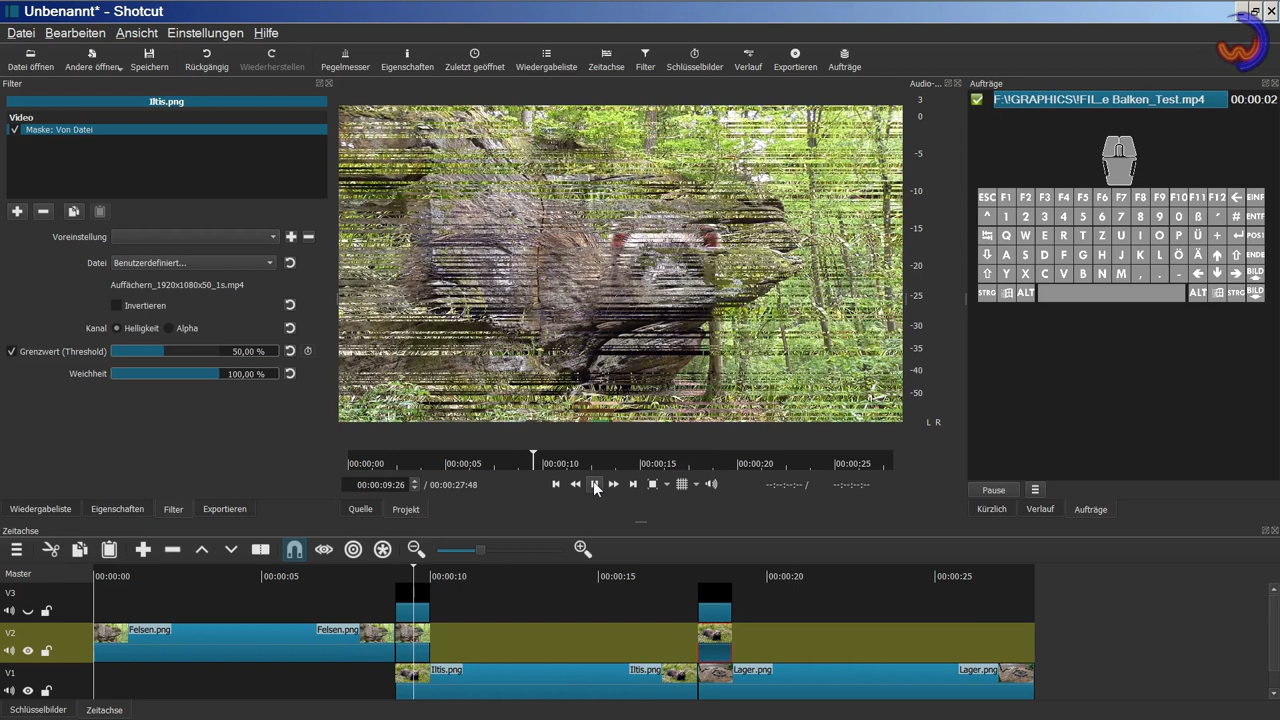 Unbenannt* - Shotcut
Datei Bearbeiten Ansicht Einstellungen Hilfe
Datei öffnen Andere öffnen Speichern Rückgängig Wiederherstellen Pegelmesser Eigenschaften Zuletzt geöffnet Wiedergabeliste Zeitachse Filter Schlüsselbilder Verlauf Exportieren Aufträge
Filter Audio-... Aufträge
Iltis.png
Video
Maske: Von Datei
F:\!GRAPHICS\!FIL...e Balken_Test.mp4 00:00:02
3
0
-5
-10
-15
-20
-25
-30
-35
-40
-50
L R
ESC F1 F2 F3 F4 F5 F6 F7 F8 F9 F10 F11 F12 EINF
^ 1 2 3 4 5 6 7 8 9 0 ß ´ # ENTF
Q W E R T Z U I O P Ü + POS1
A S D F G H J K L Ö Ä ENDE
Y X C V B N M , . - BILD
STRG ALT ALT STRG BILD
Voreinstellung
Datei Benutzerdefiniert...
Auffächern_1920x1080x50_1s.mp4
Invertieren
Kanal Helligkeit Alpha
Grenzwert (Threshold) 50,00 %
Weichheit 100,00 %
00:00:00 00:00:05 00:00:10 00:00:15 00:00:20 00:00:25
00:00:09:26 / 00:00:27:48 --:--:--:-- / --:--:--:--
Pause
Wiedergabeliste Eigenschaften Filter Exportieren Quelle Projekt Kürzlich Verlauf Aufträge
Zeitachse
Master 00:00:00 00:00:05 00:00:10 00:00:15 00:00:20 00:00:25
V3
V2 Felsen.png Felsen.png
V1 Iltis.png Iltis.png Lager.png Lager.png
Schlüsselbilder Zeitachse